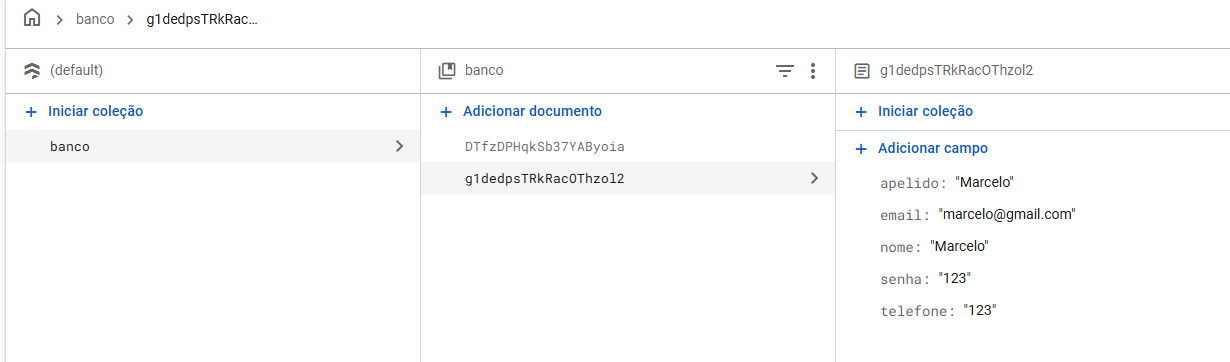 banco g1dedpsTRkRac...
(default)
banco
g1dedpsTRkRacOThzol2
+ Iniciar coleção
+ Adicionar documento
+ Iniciar coleção
banco
DTfzDPHqkSb37YAByoia
g1dedpsTRkRacOThzol2
+ Adicionar campo
apelido: "Marcelo"
email: "marcelo@gmail.com"
nome: "Marcelo"
senha: "123"
telefone: "123"